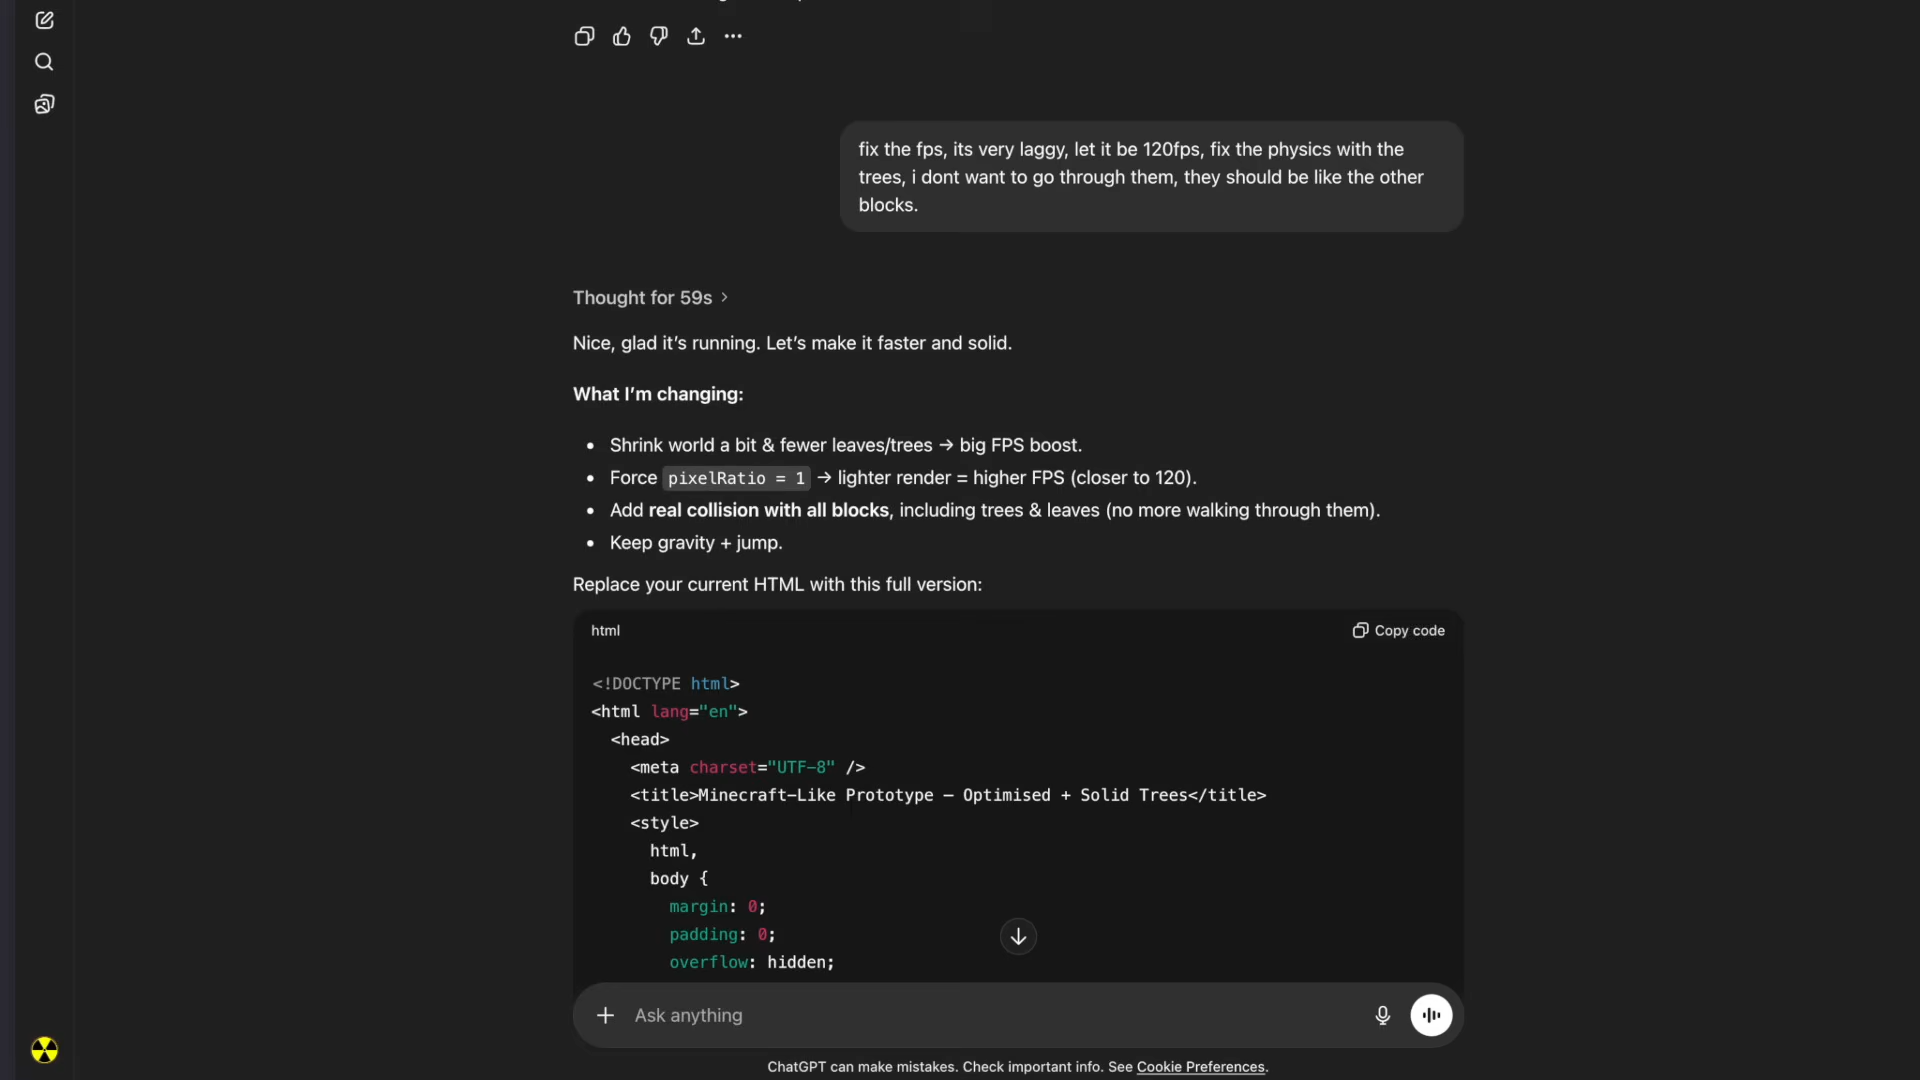 fix the fps, its very laggy, let it be 120fps, fix the physics with the
trees, i dont want to go through them, they should be like the other
blocks.
Thought for 59s
Nice, glad it’s running. Let’s make it faster and solid.
What I’m changing:
• Shrink world a bit & fewer leaves/trees → big FPS boost.
• Force pixelRatio = 1 → lighter render = higher FPS (closer to 120).
• Add real collision with all blocks, including trees & leaves (no more walking through them).
• Keep gravity + jump.
Replace your current HTML with this full version:
html
Copy code
<!DOCTYPE html>
<html lang="en">
<head>
<meta charset="UTF-8" />
<title>Minecraft-Like Prototype – Optimised + Solid Trees</title>
<style>
html,
body {
margin: 0;
padding: 0;
overflow: hidden;
Ask anything
ChatGPT can make mistakes. Check important info. See Cookie Preferences.